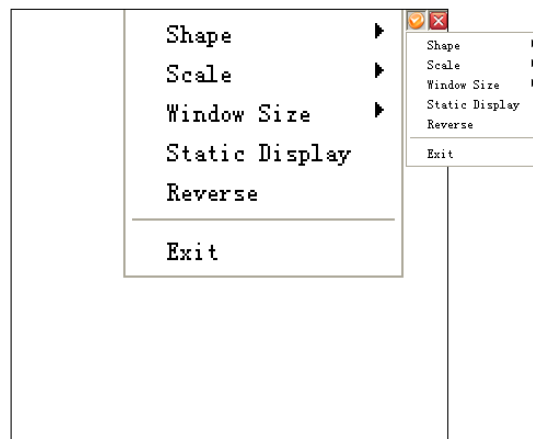 Shape
Scale
Window Size
Static Display
Reverse
Exit
Shape
Scale
Window Size
Static Display
Reverse
Exit